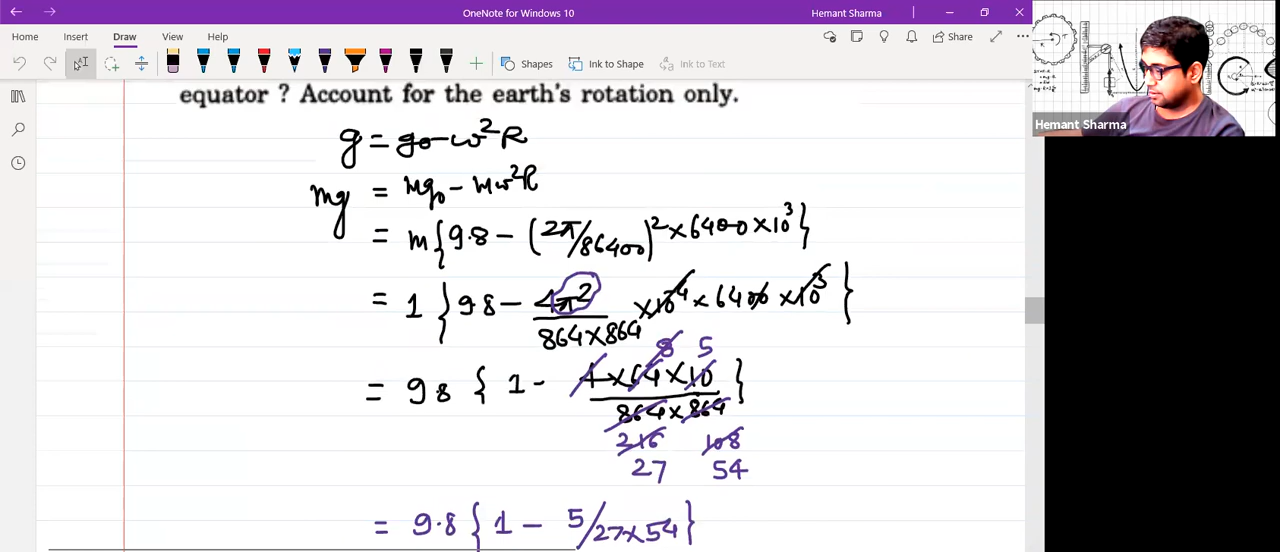 OneNote for Windows 10
Hemant Sharma
Home Insert Draw View Help
Share
Shapes Ink to Shape Ink to Text
equator ? Account for the earth's rotation only.
g = g₀ - ω²R
mg = mg₀ - mω²R
= m{9.8 - (2π/86400)² × 6400 × 10³}
= 1 {9.8 - 4π²/864×864 × 10⁻⁴ × 6400 × 10³}
8 5
= 9.8 { 1 - 4×64×10/864×864 }
216 108
27 54
= 9.8 { 1 - 5/27×54 }
Hemant Sharma